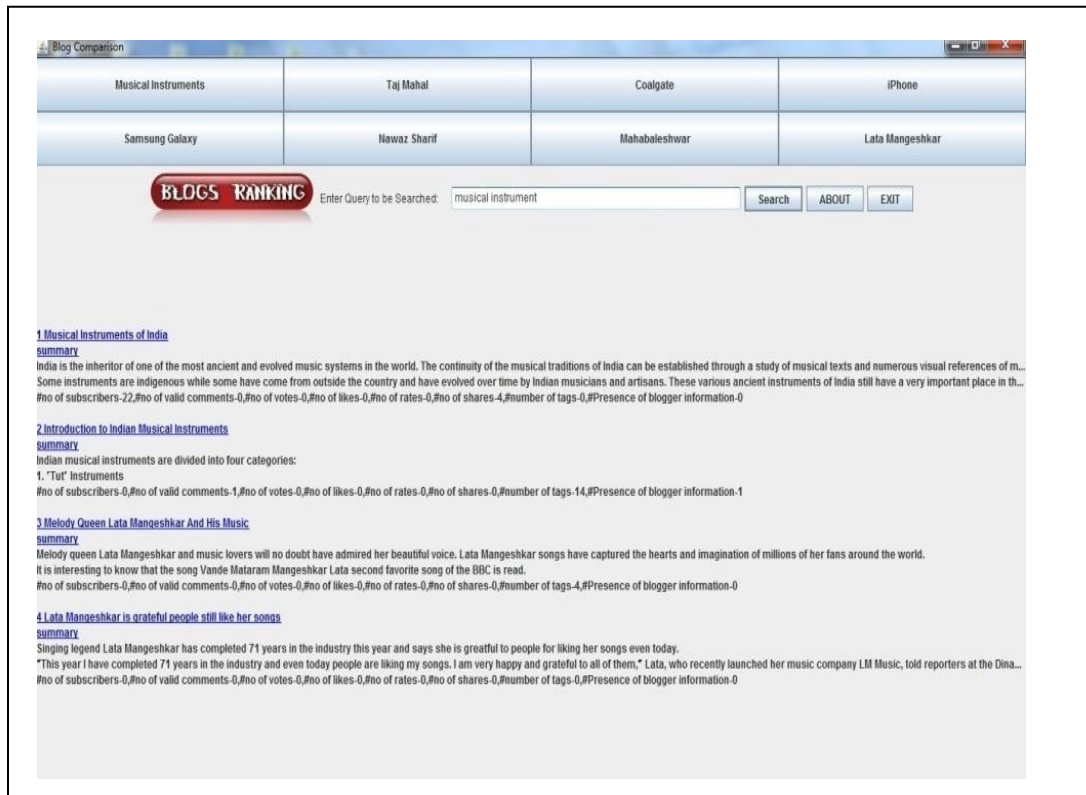 Blog Comparison
Musical Instruments
Taj Mahal
Coalgate
iPhone
Samsung Galaxy
Nawaz Sharif
Mahabaleshwar
Lata Mangeshkar
BLOGS RANKING
Enter Query to be Searched:
musical instrument
Search
ABOUT
EXIT
1 Musical Instruments of India
summary
India is the inheritor of one of the most ancient and evolved music systems in the world. The continuity of the musical traditions of India can be established through a study of musical texts and numerous visual references of m...
Some instruments are indigenous while some have come from outside the country and have evolved over time by Indian musicians and artisans. These various ancient instruments of India still have a very important place in th...
#no of subscribers-22,#no of valid comments-0,#no of votes-0,#no of likes-0,#no of rates-0,#no of shares-4,#number of tags-0,#Presence of blogger information-0
2 Introduction to Indian Musical Instruments
summary
Indian musical instruments are divided into four categories:
1. 'Tut' Instruments
#no of subscribers-0,#no of valid comments-1,#no of votes-0,#no of likes-0,#no of rates-0,#no of shares-0,#number of tags-14,#Presence of blogger information-1
3 Melody Queen Lata Mangeshkar And His Music
summary
Melody queen Lata Mangeshkar and music lovers will no doubt have admired her beautiful voice. Lata Mangeshkar songs have captured the hearts and imagination of millions of her fans around the world.
It is interesting to know that the song Vande Mataram Mangeshkar Lata second favorite song of the BBC is read.
#no of subscribers-0,#no of valid comments-0,#no of votes-0,#no of likes-0,#no of rates-0,#no of shares-0,#number of tags-4,#Presence of blogger information-0
4 Lata Mangeshkar is grateful people still like her songs
summary
Singing legend Lata Mangeshkar has completed 71 years in the industry this year and says she is greatful to people for liking her songs even today.
"This year I have completed 71 years in the industry and even today people are liking my songs. I am very happy and grateful to all of them," Lata, who recently launched her music company LM Music, told reporters at the Dina...
#no of subscribers-0,#no of valid comments-0,#no of votes-0,#no of likes-0,#no of rates-0,#no of shares-0,#number of tags-0,#Presence of blogger information-0